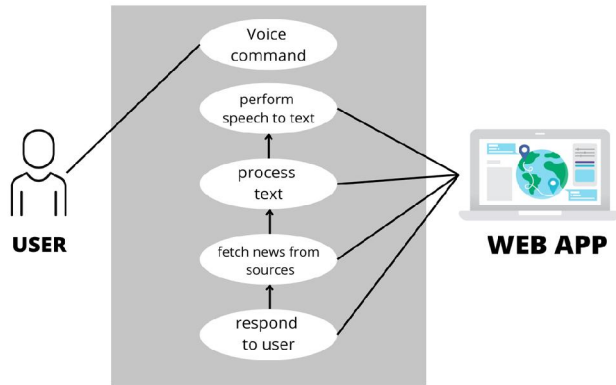 Voice
command
perform
speech to text
process
text
fetch news from
sources
respond
to user
USER
WEB APP